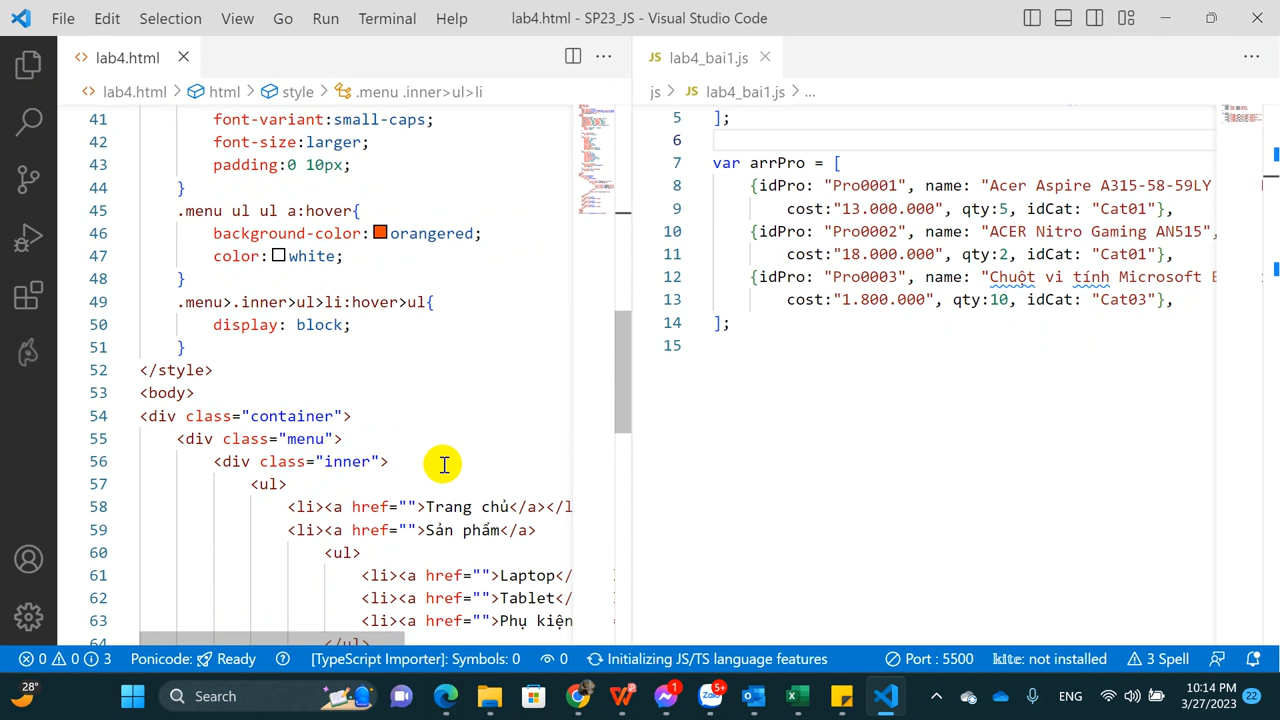 File Edit Selection View Go Run Terminal Help lab4.html - SP23_JS - Visual Studio Code
lab4.html
lab4.html > html > style > .menu .inner>ul>li
41 font-variant:small-caps;
42 font-size:larger;
43 padding:0 10px;
44 }
45 .menu ul ul a:hover{
46 background-color: orangered;
47 color: white;
48 }
49 .menu>.inner>ul>li:hover>ul{
50 display: block;
51 }
52 </style>
53 <body>
54 <div class="container">
55 <div class="menu">
56 <div class="inner">
57 <ul>
58 <li><a href="">Trang chủ</a></l
59 <li><a href="">Sản phẩm</a>
60 <ul>
61 <li><a href="">Laptop</
62 <li><a href="">Tablet</
63 <li><a href="">Phụ kiện
64 </ul>
JS lab4_bai1.js
js > JS lab4_bai1.js > ...
5 ];
6
7 var arrPro = [
8 {idPro: "Pro0001", name: "Acer Aspire A315-58-59LY
9 cost:"13.000.000", qty:5, idCat: "Cat01"},
10 {idPro: "Pro0002", name: "ACER Nitro Gaming AN515",
11 cost:"18.000.000", qty:2, idCat: "Cat01"},
12 {idPro: "Pro0003", name: "Chuột vi tính Microsoft
13 cost:"1.800.000", qty:10, idCat: "Cat03"},
14 ];
15
0 0 3 Ponicode: Ready [TypeScript Importer]: Symbols: 0 0 Initializing JS/TS language features Port : 5500 kite: not installed 3 Spell
28° Search 1 5+ ENG 10:14 PM
3/27/2023 22